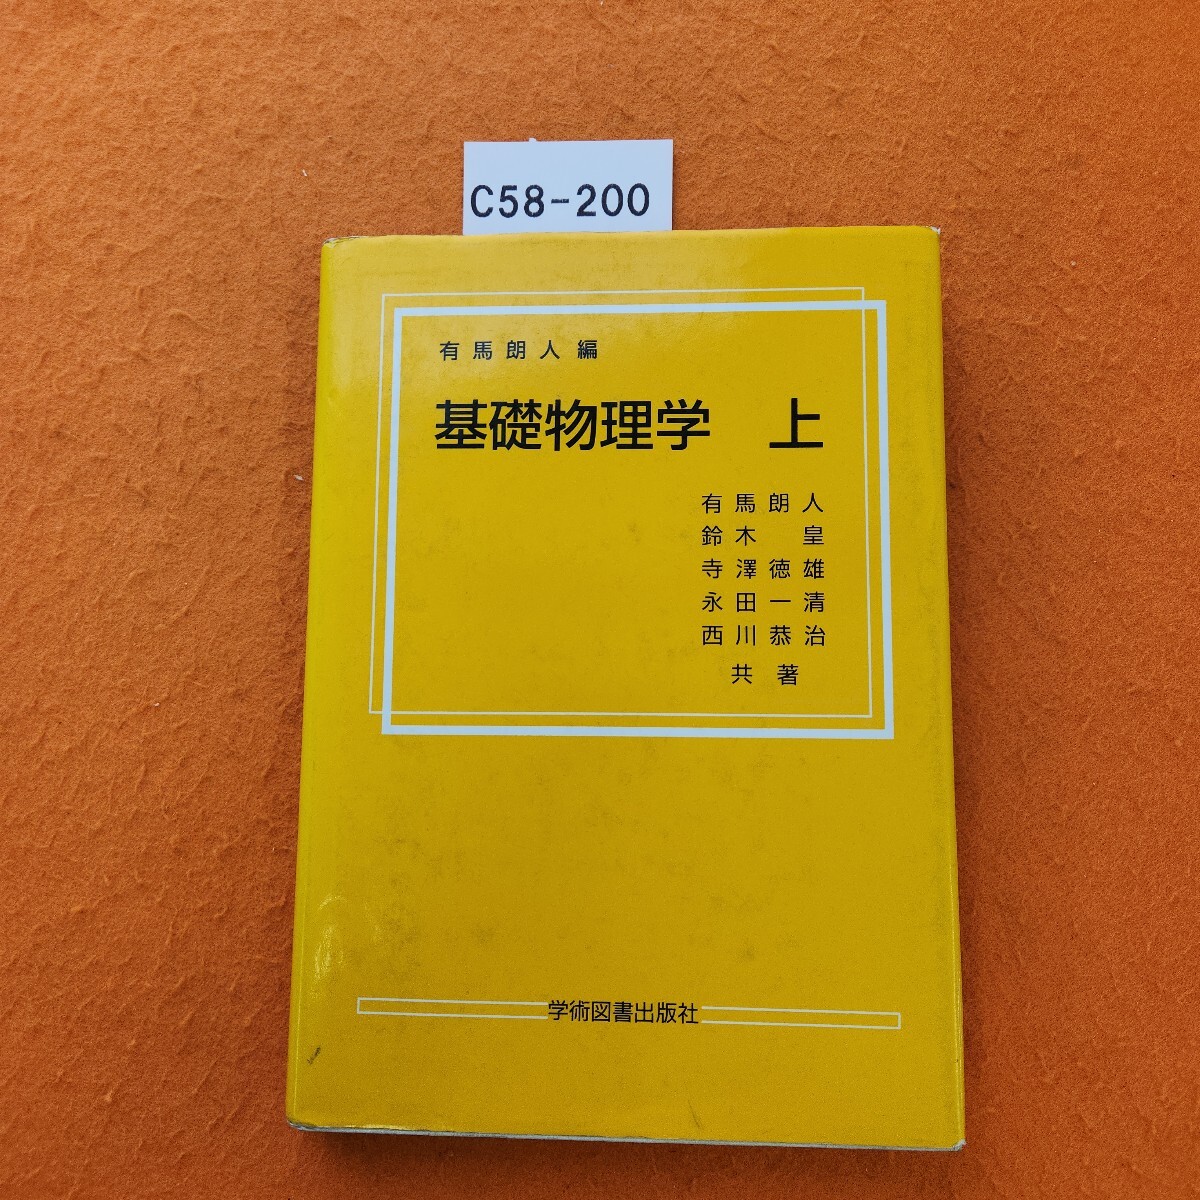 C58-200
有馬朗人編
基礎物理学 上
有馬朗人
鈴木 皇
寺澤徳雄
永田一清
西川恭治
共著
学術図書出版社